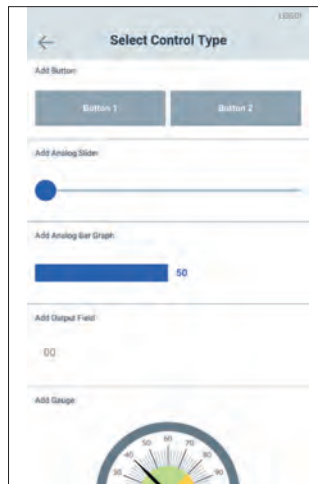 Select Control Type
Add Button
Button 1 Button 2
Add Analog Slider
Add Analog Bar Graph
50
Add Output Field
00
Add Gauge
30 40 50 60 70 80 90